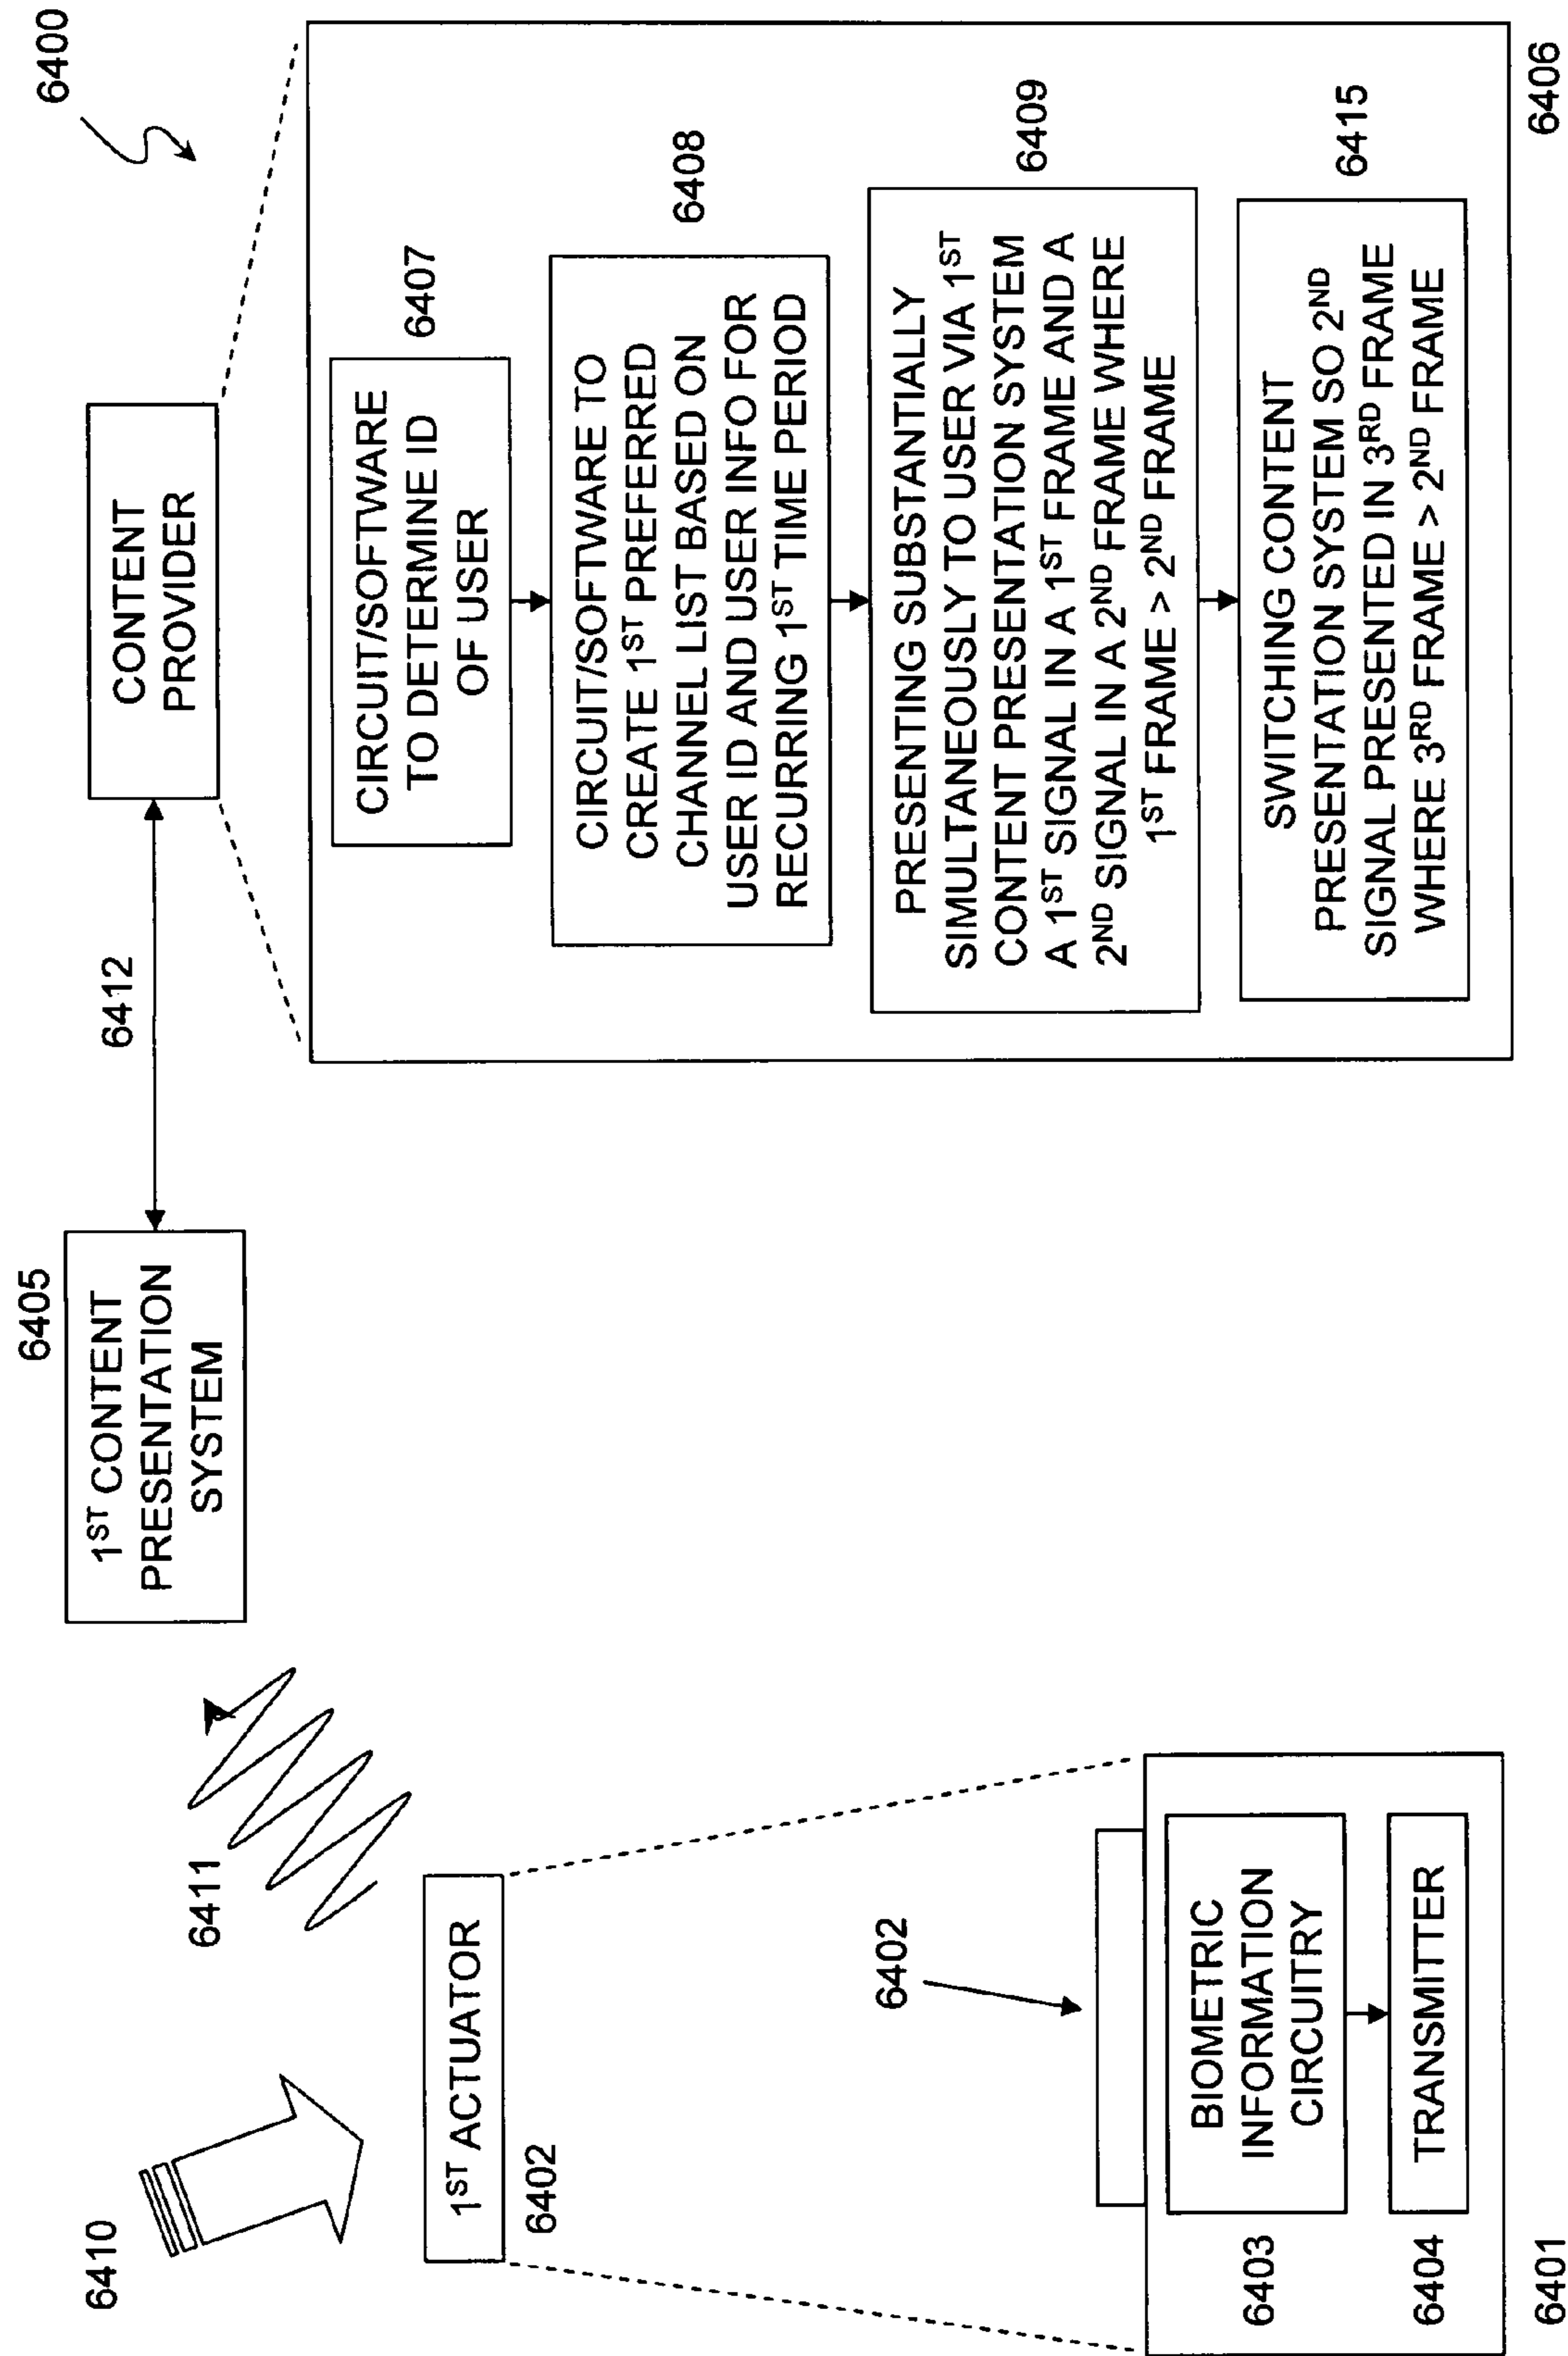 6400
6405
1ST CONTENT
PRESENTATION
SYSTEM
6412
CONTENT
PROVIDER
6410
6411
1ST ACTUATOR
6402
6402
BIOMETRIC
INFORMATION
CIRCUITRY
6403
TRANSMITTER
6404
6401
CIRCUIT/SOFTWARE
TO DETERMINE ID
OF USER
6407
CIRCUIT/SOFTWARE TO
CREATE 1ST PREFERRED
CHANNEL LIST BASED ON
USER ID AND USER INFO FOR
RECURRING 1ST TIME PERIOD
6408
PRESENTING SUBSTANTIALLY
SIMULTANEOUSLY TO USER VIA 1ST
CONTENT PRESENTATION SYSTEM
A 1ST SIGNAL IN A 1ST FRAME AND A
2ND SIGNAL IN A 2ND FRAME WHERE
1ST FRAME > 2ND FRAME
6409
SWITCHING CONTENT
PRESENTATION SYSTEM SO 2ND
SIGNAL PRESENTED IN 3RD FRAME
WHERE 3RD FRAME > 2ND FRAME
6415
6406